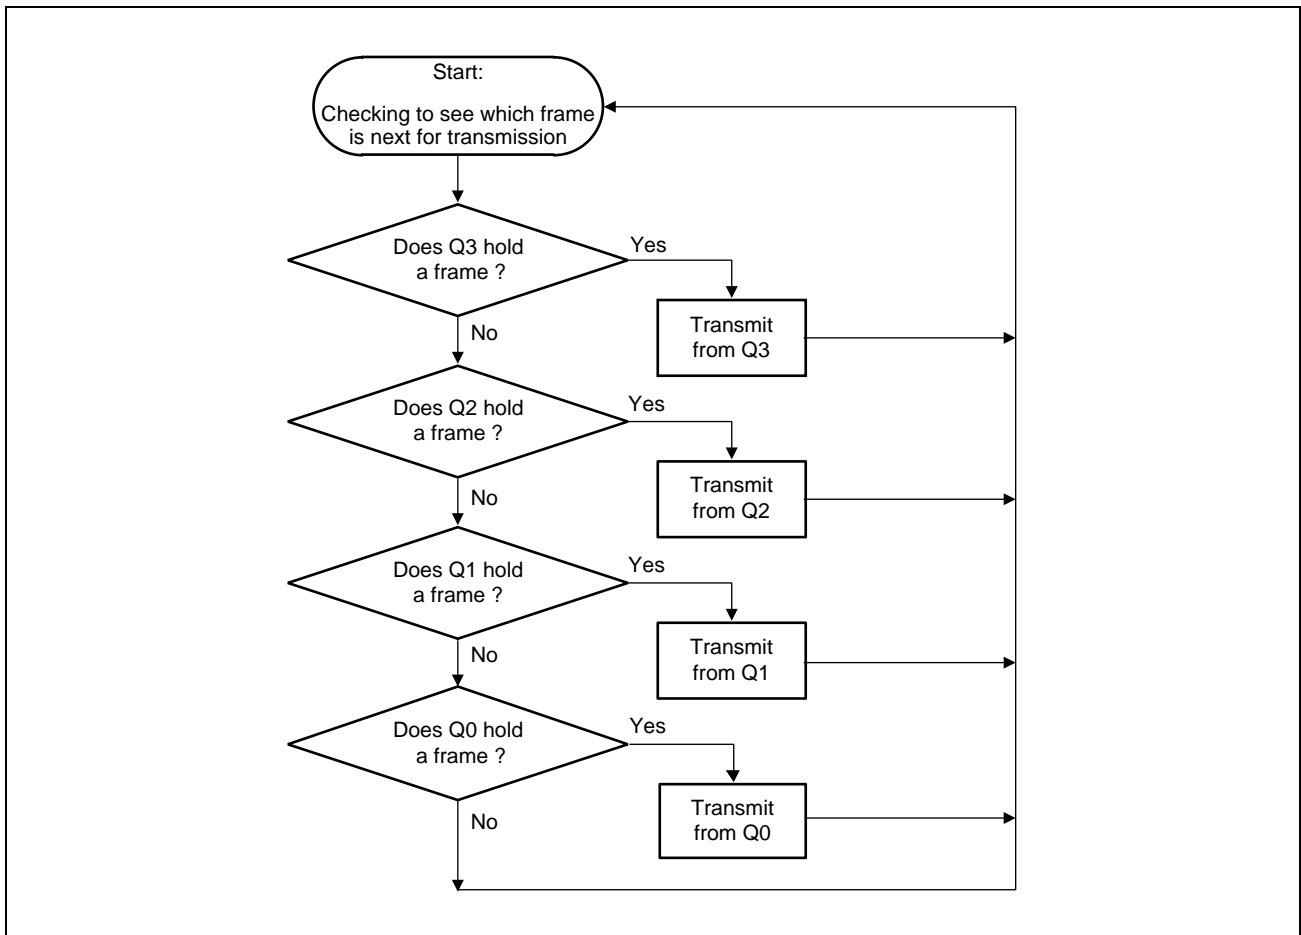 Start:
Checking to see which frame
is next for transmission
Does Q3 hold
a frame ?
Yes
Transmit
from Q3
No
Does Q2 hold
a frame ?
Yes
Transmit
from Q2
No
Does Q1 hold
a frame ?
Yes
Transmit
from Q1
No
Does Q0 hold
a frame ?
Yes
Transmit
from Q0
No